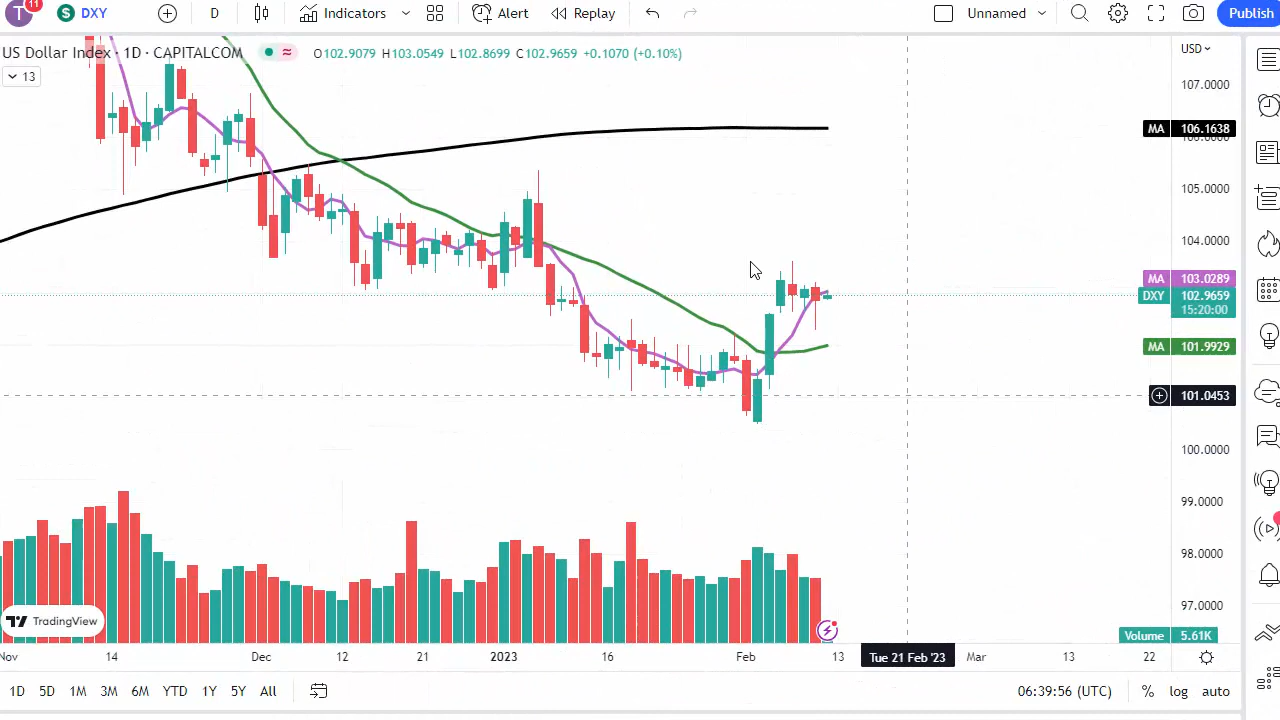 T 11 $ DXY D Indicators Alert Replay Unnamed Publish
US Dollar Index · 1D · CAPITALCOM ≈ O102.9079 H103.0549 L102.8699 C102.9659 +0.1070 (+0.10%)
USD
13
107.0000
MA 106.1638
105.0000
104.0000
MA 103.0289
DXY 102.9659
15:20:00
MA 101.9929
101.0453
100.0000
99.0000
98.0000
97.0000
TradingView
Volume 5.61K
Nov 14 Dec 12 21 2023 16 Feb 13 Tue 21 Feb '23 Mar 13 22
1D 5D 1M 3M 6M YTD 1Y 5Y All 06:39:56 (UTC) % log auto